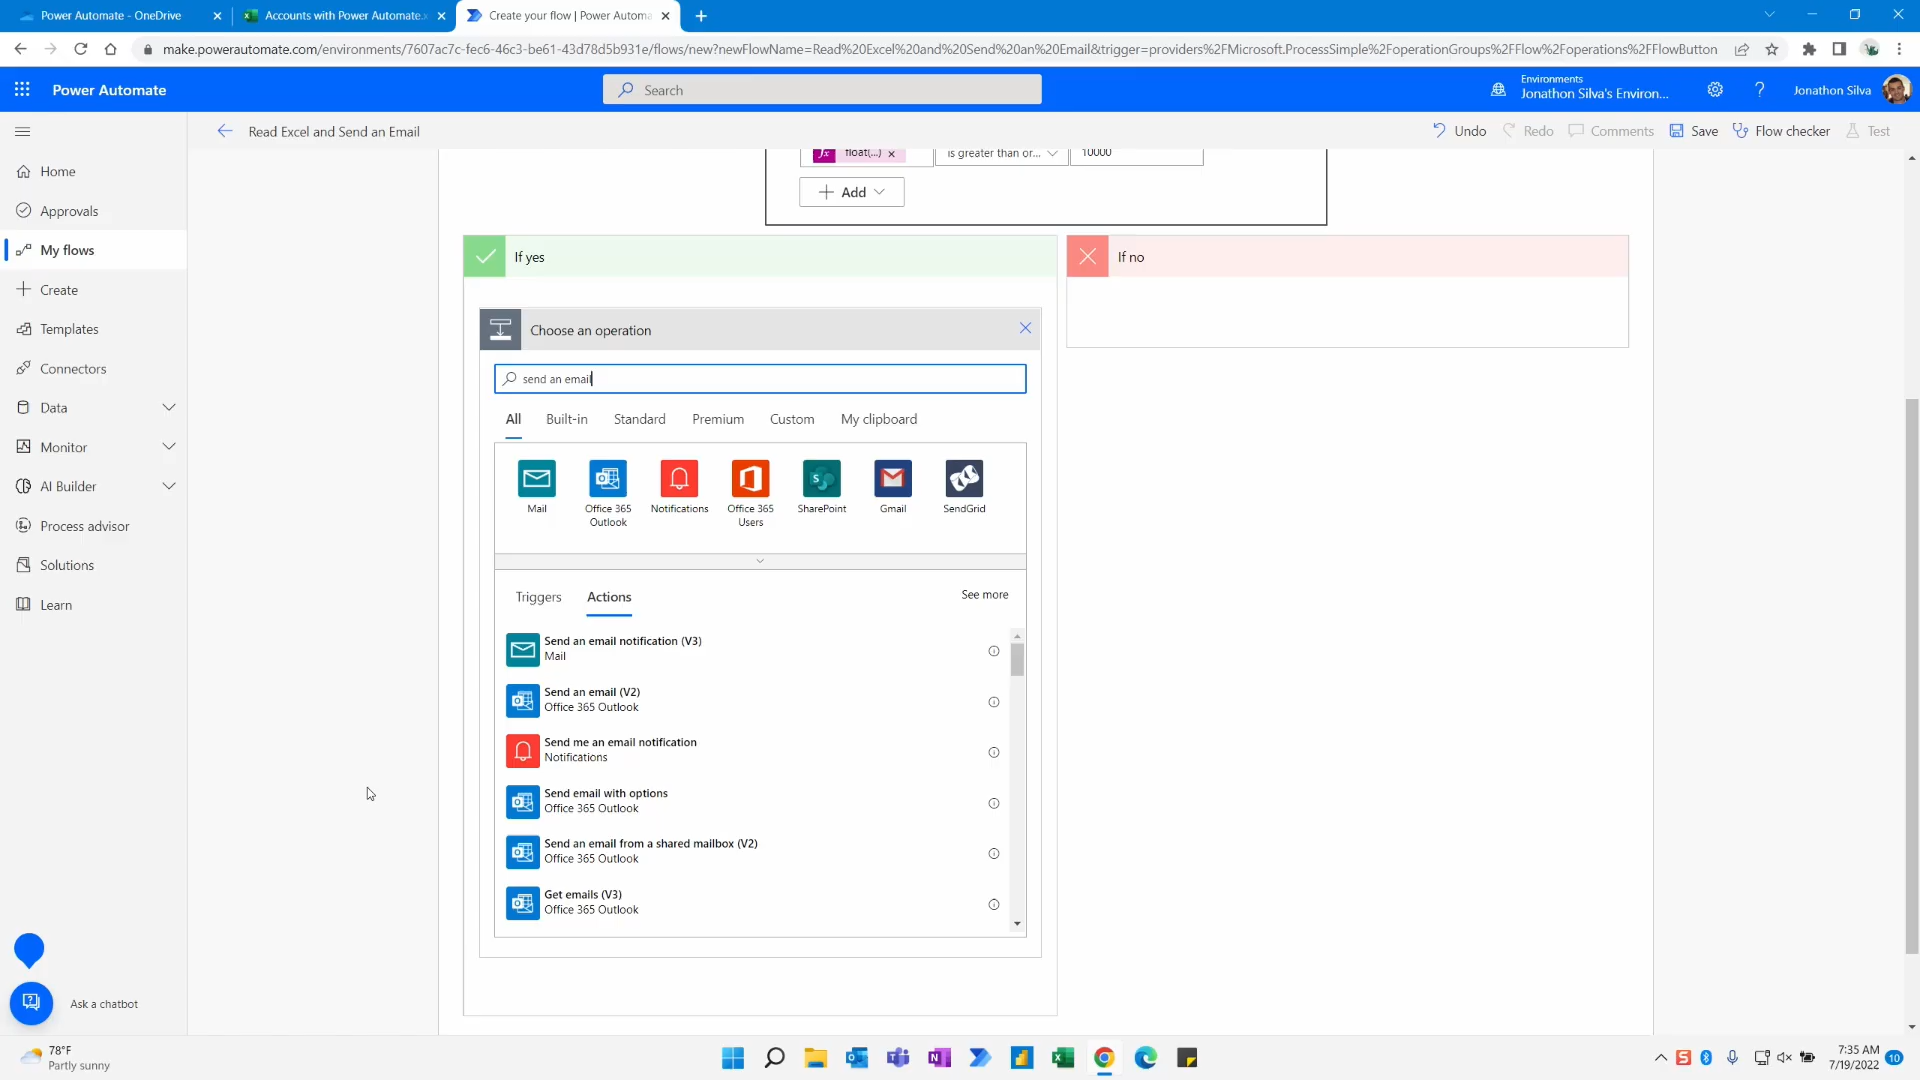 Power Automate - OneDrive
Accounts with Power Automate.x
Create your flow | Power Automa
make.powerautomate.com/environments/7607ac7c-fec6-46c3-be61-43d78d5b931e/flows/new?newFlowName=Read%20Excel%20and%20Send%20an%20Email&trigger=providers%2FMicrosoft.ProcessSimple%2FoperationGroups%2FFlow%2Foperations%2FFlowButton
Power Automate
Search
Environments
Jonathon Silva's Environ...
?
Jonathon Silva
Read Excel and Send an Email
Undo
Redo
Comments
Save
Flow checker
Test
Home
Approvals
My flows
Create
Templates
Connectors
Data
Monitor
AI Builder
Process advisor
Solutions
Learn
Ask a chatbot
fx float(...) ×
is greater than or...
10000
Add
If yes
If no
Choose an operation
send an email
All
Built-in
Standard
Premium
Custom
My clipboard
Mail
Office 365
Outlook
Notifications
Office 365
Users
SharePoint
Gmail
SendGrid
Triggers
Actions
See more
Send an email notification (V3)
Mail
Send an email (V2)
Office 365 Outlook
Send me an email notification
Notifications
Send email with options
Office 365 Outlook
Send an email from a shared mailbox (V2)
Office 365 Outlook
Get emails (V3)
Office 365 Outlook
78°F
Partly sunny
7:35 AM
7/19/2022
10